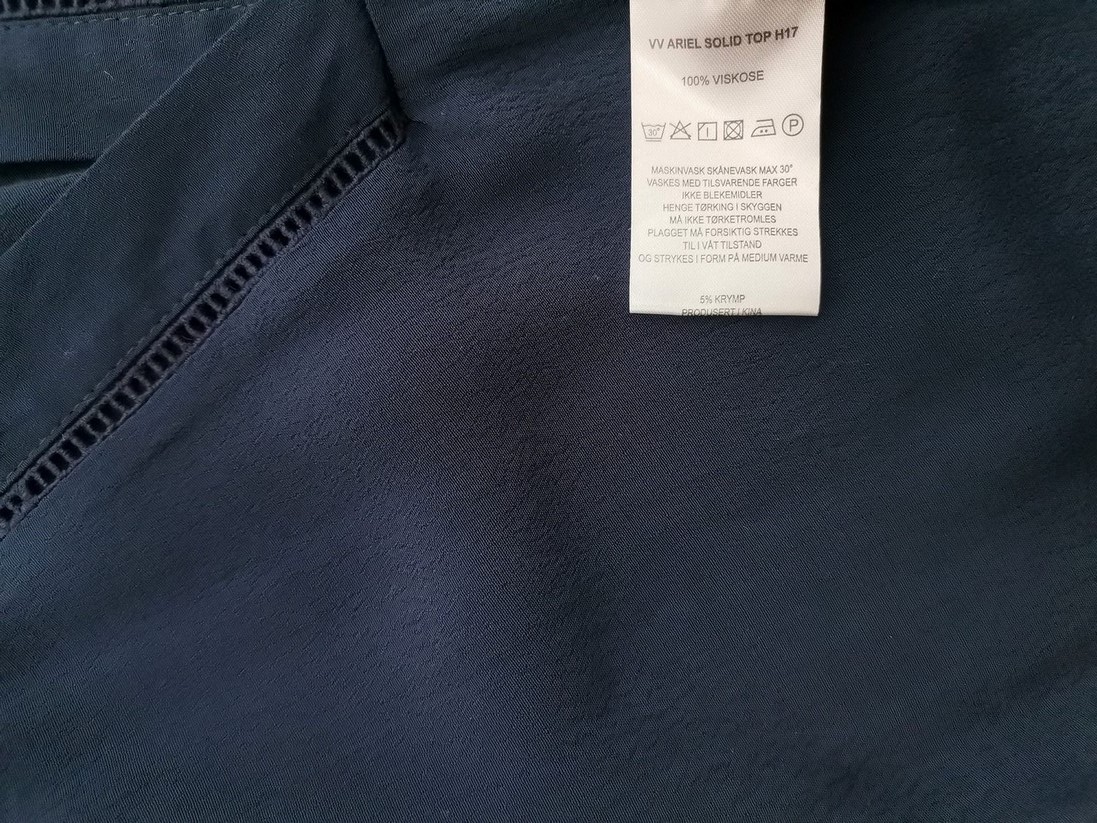 VV ARIEL SOLID TOP H17
100% VISKOSE
30° P
MASKINVASK SKÅNEVASK MAX 30°
VASKES MED TILSVARENDE FARGER
IKKE BLEKEMIDLER
HENGE TØRKING I SKYGGEN
MÅ IKKE TØRKETROMLES
PLAGGET MÅ FORSIKTIG STREKKES
TIL I VÅT TILSTAND
OG STRYKES I FORM PÅ MEDIUM VARME
5% KRYMP
PRODUSERT I KINA